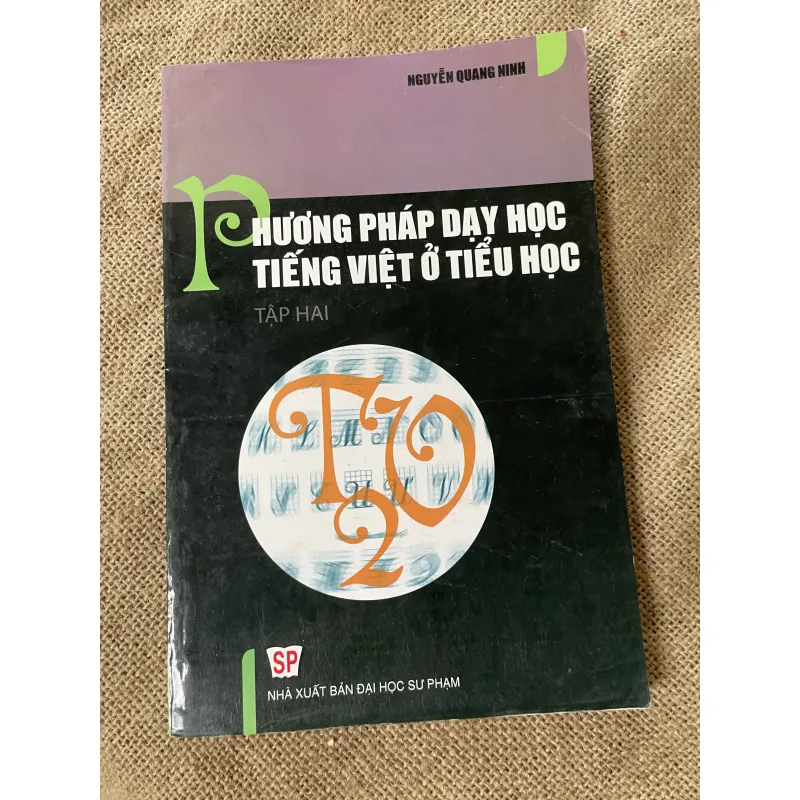 NGUYỄN QUANG NINH
PHƯƠNG PHÁP DẠY HỌC
TIẾNG VIỆT Ở TIỂU HỌC
TẬP HAI
TV
2
SP
NHÀ XUẤT BẢN ĐẠI HỌC SƯ PHẠM